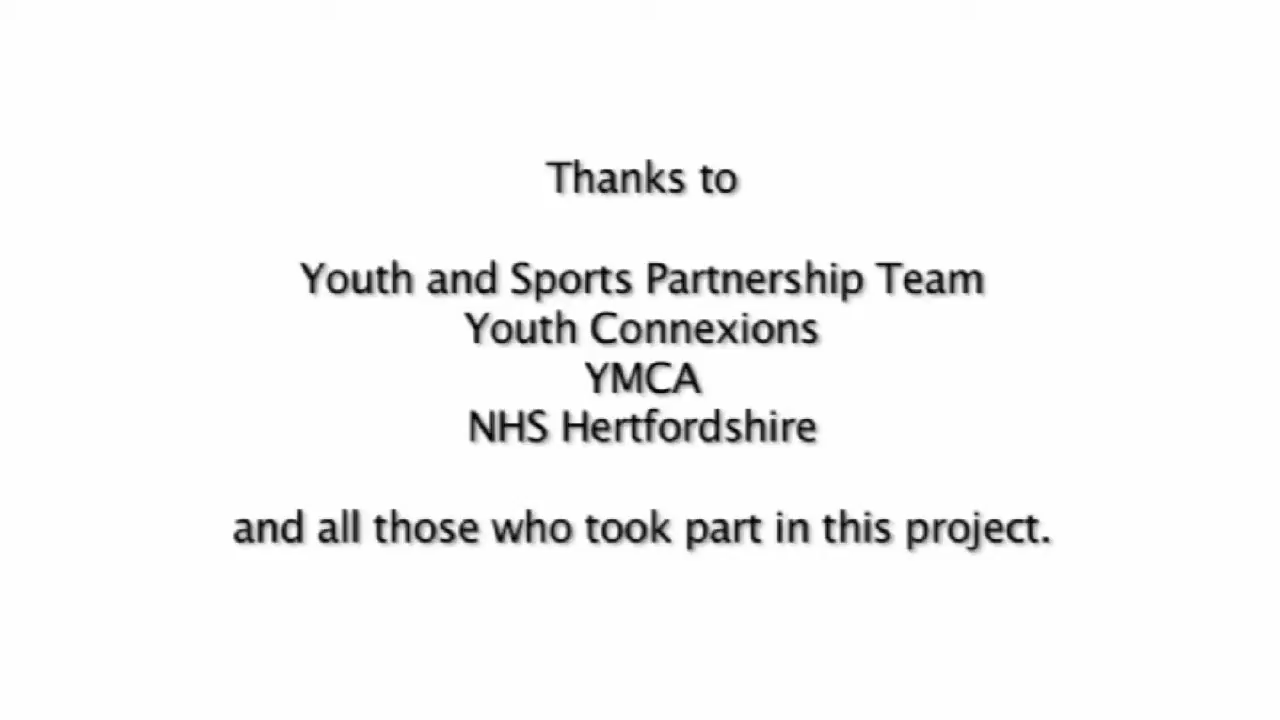 Thanks to
Youth and Sports Partnership Team
Youth Connexions
YMCA
NHS Hertfordshire
and all those who took part in this project.